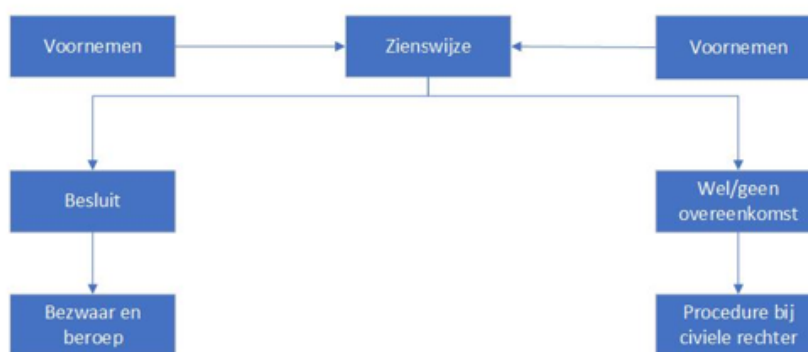 Voornemen
Zienswijze
Voornemen
Besluit
Wel/geen
overeenkomst
Bezwaar en
beroep
Procedure bij
civiele rechter